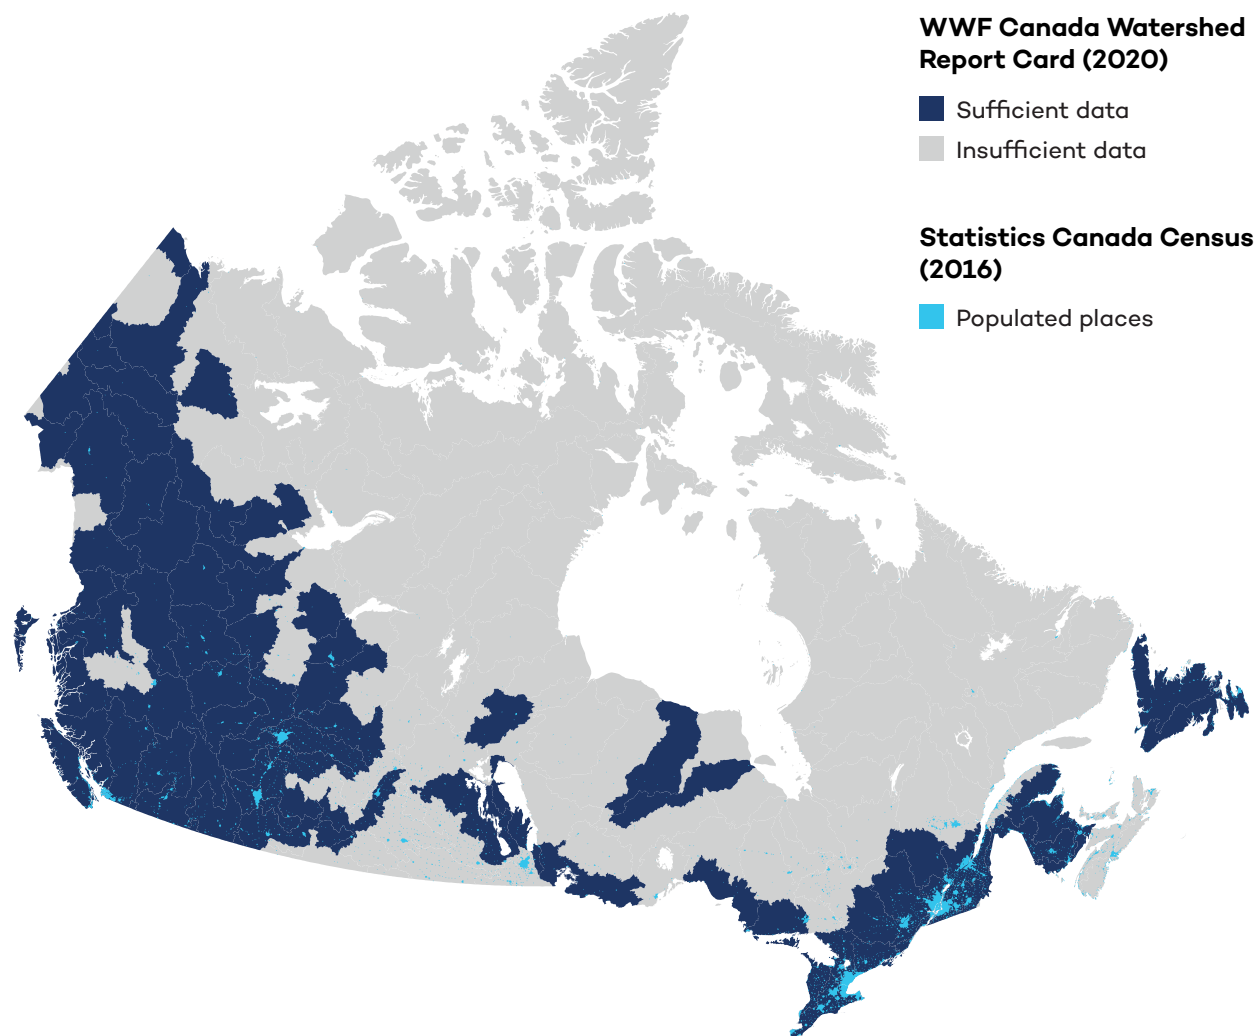 WWF Canada Watershed
Report Card (2020)
Sufficient data
Insufficient data
Statistics Canada Census
(2016)
Populated places